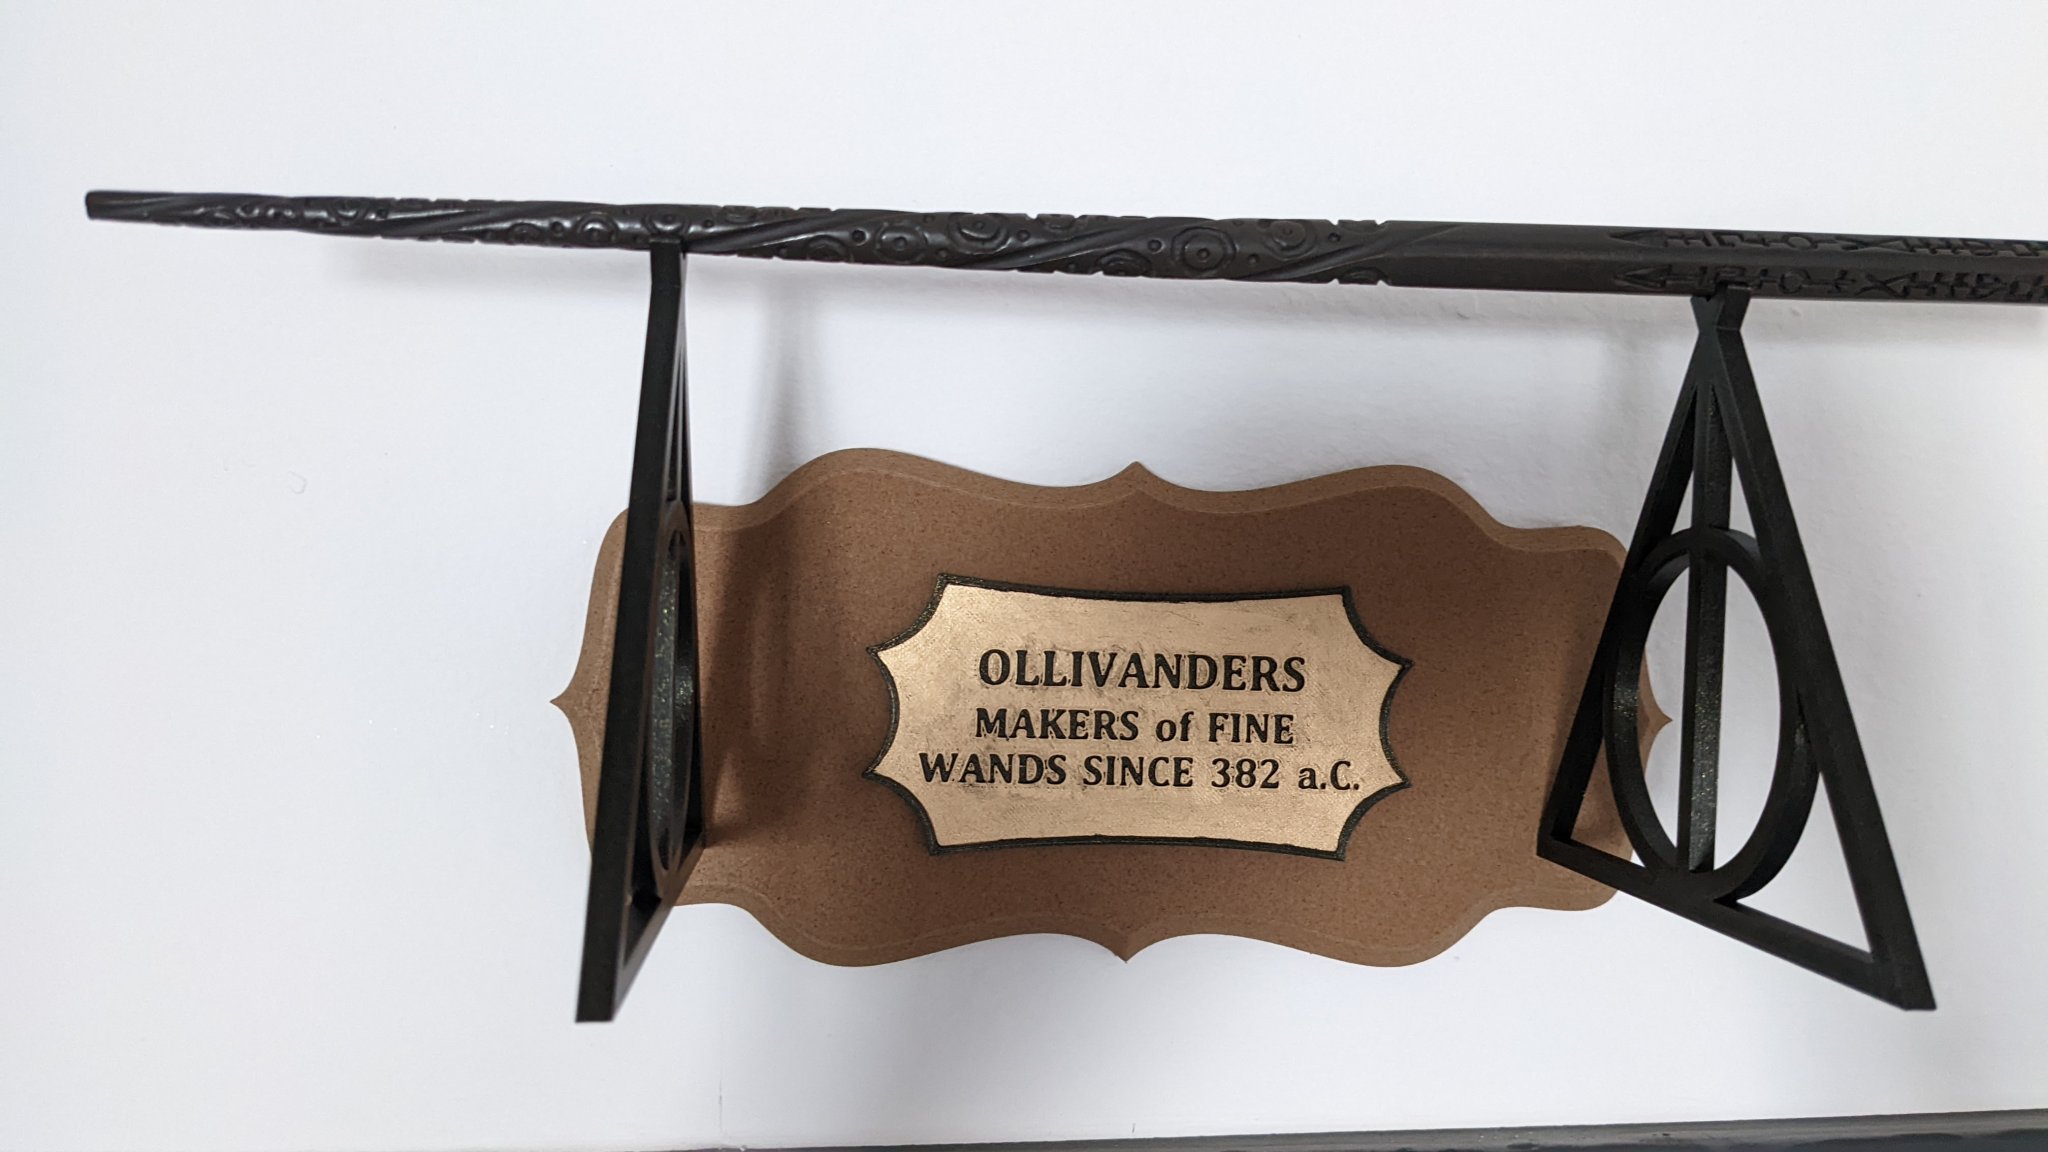 OLLIVANDERS
MAKERS of FINE
WANDS SINCE 382 a.C.